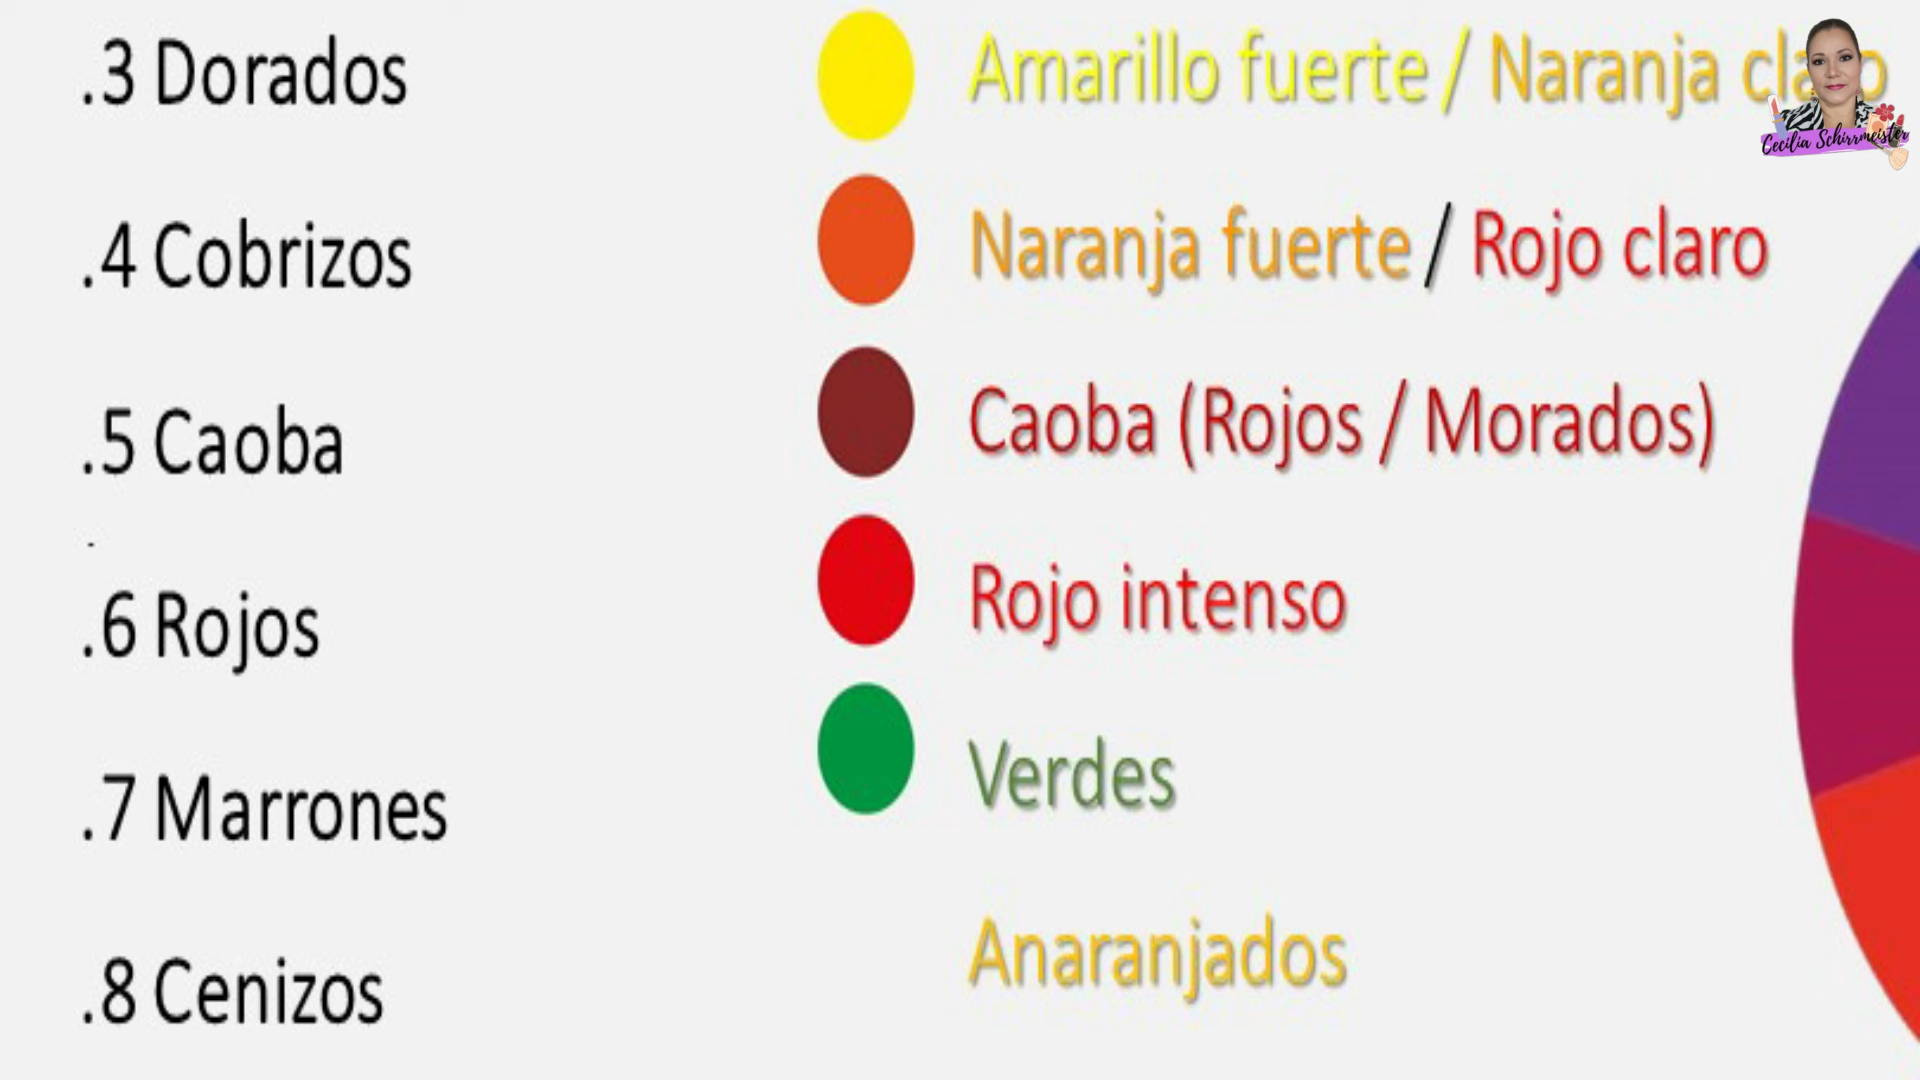 .3 Dorados
Amarillo fuerte / Naranja claro
Cecilia Schirrmeister
.4 Cobrizos
Naranja fuerte / Rojo claro
.5 Caoba
Caoba (Rojos / Morados)
.6 Rojos
Rojo intenso
.7 Marrones
Verdes
.8 Cenizos
Anaranjados